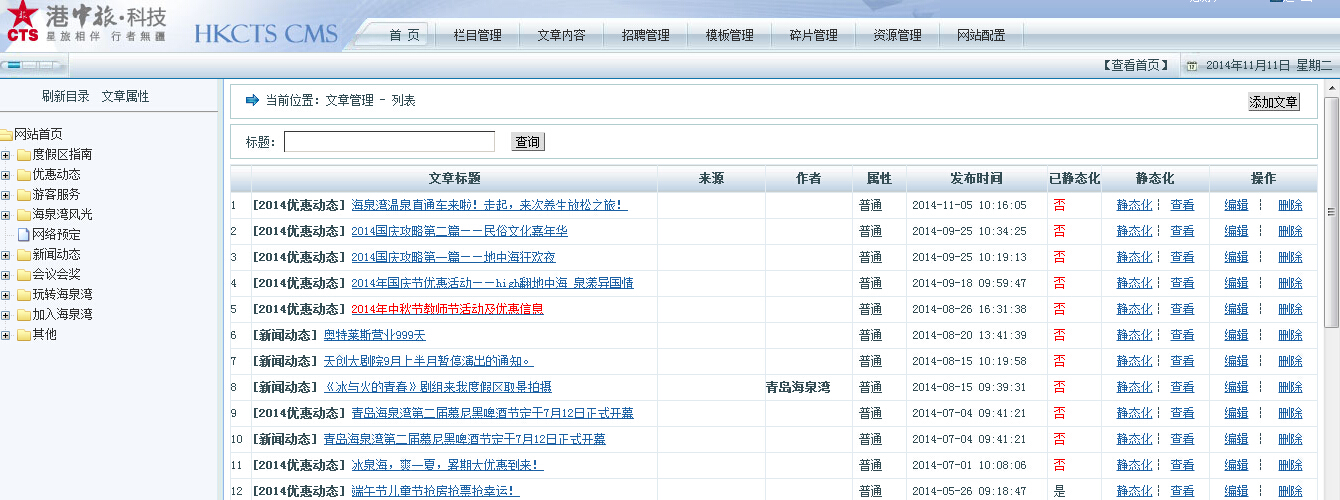 港中旅·科技
CTS 星旅相伴 行者無疆
HKCTS CMS
首 页 栏目管理 文章内容 招聘管理 模板管理 碎片管理 资源管理 网站配置
【查看首页】 2014年11月11日 星期二
刷新目录 文章属性
当前位置：文章管理 - 列表 添加文章
标题： 查询
网站首页
度假区指南
优惠动态
游客服务
海泉湾风光
网络预定
新闻动态
会议会奖
玩转海泉湾
加入海泉湾
其他
文章标题 来源 作者 属性 发布时间 已静态化 静态化 操作
1 [2014优惠动态] 海泉湾温泉直通车来啦！走起，来次养生放松之旅！ 普通 2014-11-05 10:16:05 否 静态化 ¦ 查看 编辑 ¦ 删除
2 [2014优惠动态] 2014国庆攻略第二篇——民俗文化嘉年华 普通 2014-09-25 10:34:25 否 静态化 ¦ 查看 编辑 ¦ 删除
3 [2014优惠动态] 2014国庆攻略第一篇——地中海狂欢夜 普通 2014-09-25 10:19:13 否 静态化 ¦ 查看 编辑 ¦ 删除
4 [2014优惠动态] 2014年国庆节优惠活动——high翻地中海 泉漾异国情 普通 2014-09-18 09:59:47 否 静态化 ¦ 查看 编辑 ¦ 删除
5 [2014优惠动态] 2014年中秋节教师节活动及优惠信息 普通 2014-08-26 16:31:38 否 静态化 ¦ 查看 编辑 ¦ 删除
6 [新闻动态] 奥特莱斯营业999天 普通 2014-08-20 13:41:39 否 静态化 ¦ 查看 编辑 ¦ 删除
7 [新闻动态] 天创大剧院9月上半月暂停演出的通知。 普通 2014-08-15 10:19:58 否 静态化 ¦ 查看 编辑 ¦ 删除
8 [新闻动态] 《冰与火的青春》剧组来我度假区取景拍摄 青岛海泉湾 普通 2014-08-15 09:39:31 否 静态化 ¦ 查看 编辑 ¦ 删除
9 [2014优惠动态] 青岛海泉湾第二届慕尼黑啤酒节定于7月12日正式开幕 普通 2014-07-04 09:41:21 否 静态化 ¦ 查看 编辑 ¦ 删除
10 [新闻动态] 青岛海泉湾第二届慕尼黑啤酒节定于7月12日正式开幕 普通 2014-07-04 09:41:21 否 静态化 ¦ 查看 编辑 ¦ 删除
11 [2014优惠动态] 冰泉海，爽一夏，暑期大优惠到来！ 普通 2014-07-01 10:08:06 否 静态化 ¦ 查看 编辑 ¦ 删除
12 [2014优惠动态] 端午节儿童节抢房抢票抢幸运！ 普通 2014-05-26 09:18:47 是 静态化 ¦ 查看 编辑 ¦ 删除